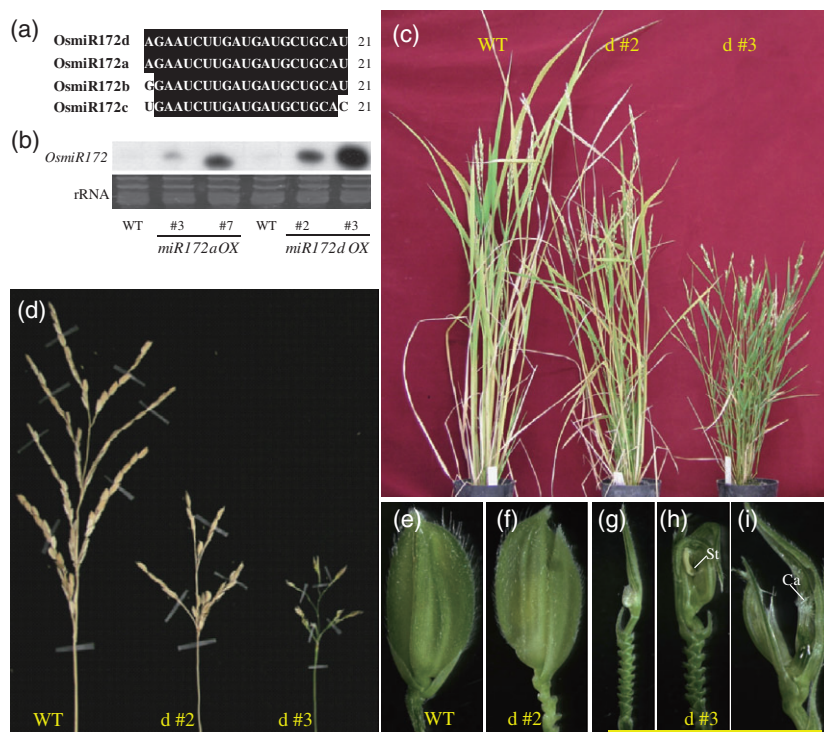 (a)
OsmiR172d AGAAUCUUGAUGAUGCUGCAU 21
OsmiR172a AGAAUCUUGAUGAUGCUGCAU 21
OsmiR172b GGAAUCUUGAUGAUGCUGCAU 21
OsmiR172c UGAAUCUUGAUGAUGCUGCAC 21
(b)
OsmiR172
rRNA
WT #3 #7 WT #2 #3
miR172aOX miR172d OX
(c)
WT d #2 d #3
(d)
WT d #2 d #3
(e) (f) (g) (h) (i)
St
Ca
WT d #2 d #3